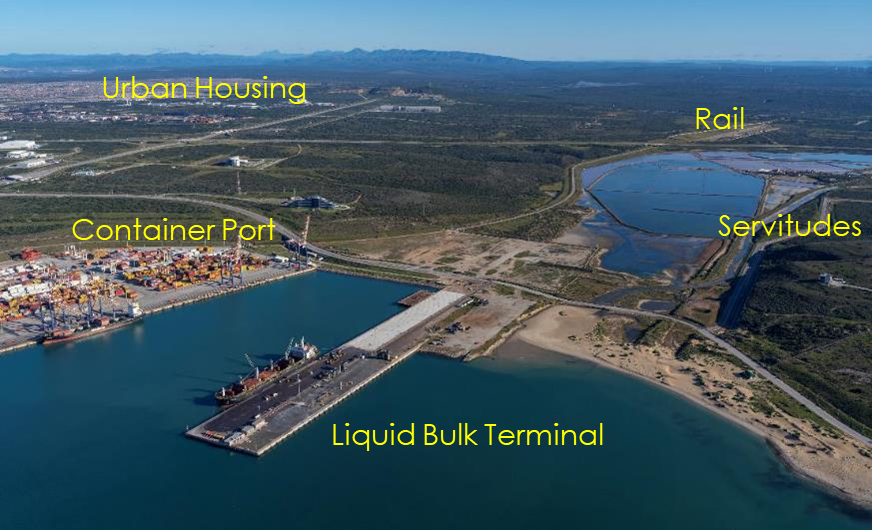 Urban Housing
Rail
Container Port
Servitudes
Liquid Bulk Terminal